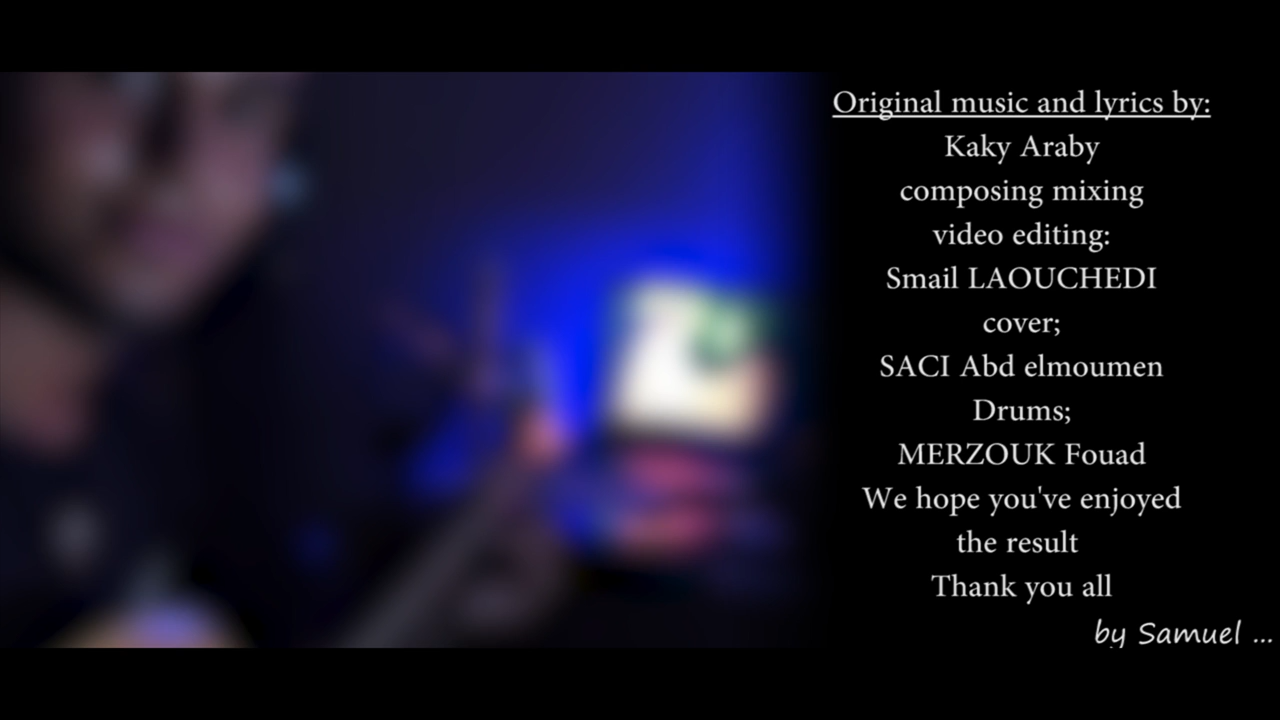 Original music and lyrics by:
Kaky Araby
composing mixing
video editing:
Smail LAOUCHEDI
cover;
SACI Abd elmoumen
Drums;
MERZOUK Fouad
We hope you've enjoyed
the result
Thank you all
by Samuel ...